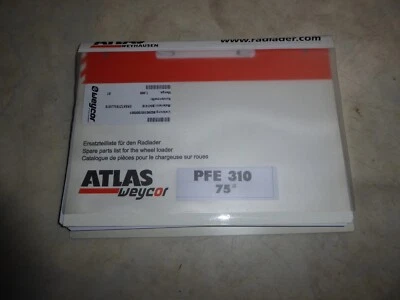 www.radlader.com
ATLAS
WEYHAUSEN
weycor
Ersatzteilliste für den Radlader
Spare parts list for the wheel loader
Catalogue de pièces pour le chargeuse sur roues
ATLAS
weycor
PFE 310
75°